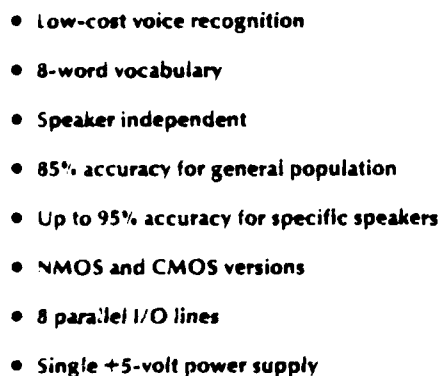 • Low-cost voice recognition
• 8-word vocabulary
• Speaker independent
• 85% accuracy for general population
• Up to 95% accuracy for specific speakers
• NMOS and CMOS versions
• 8 parallel I/O lines
• Single +5-volt power supply